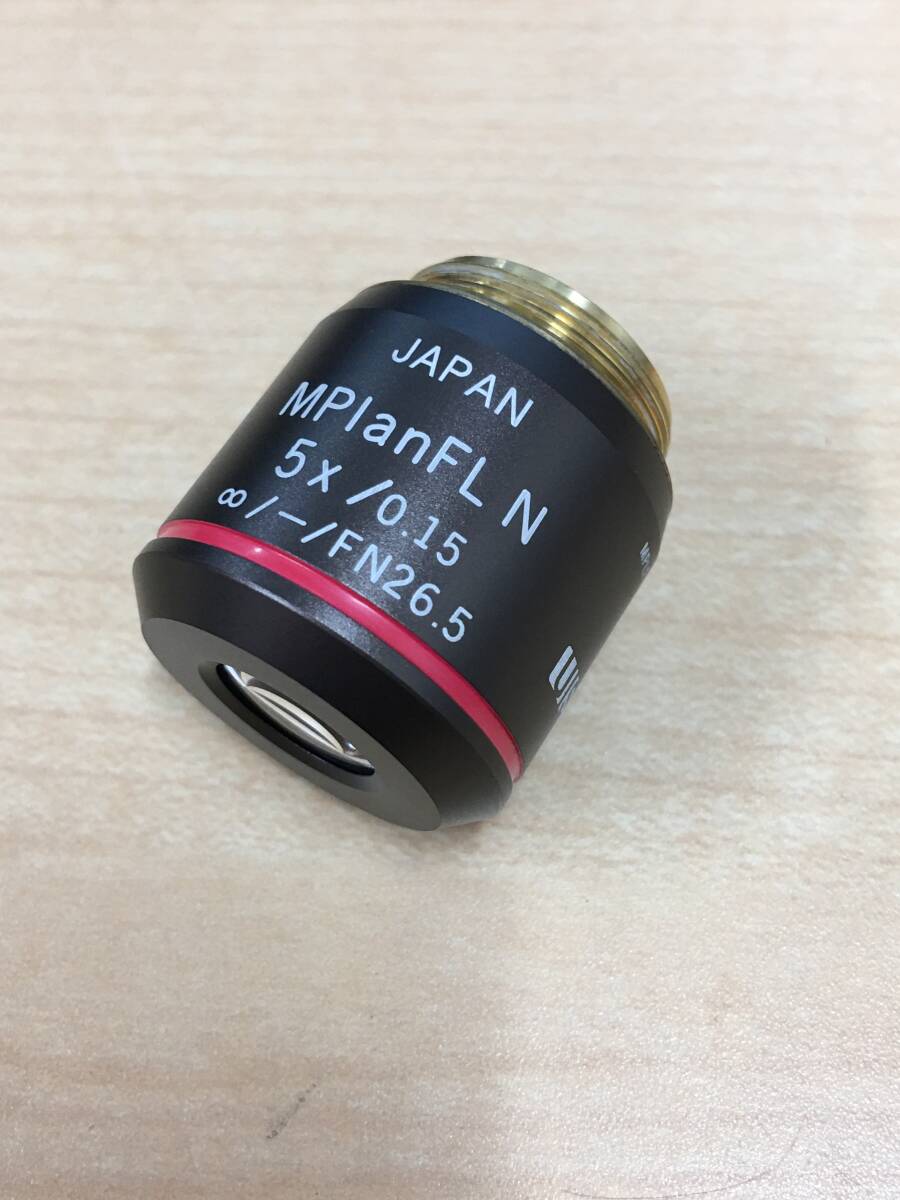 JAPAN
MPlanFL N
5x/0.15
∞/-/FN26.5